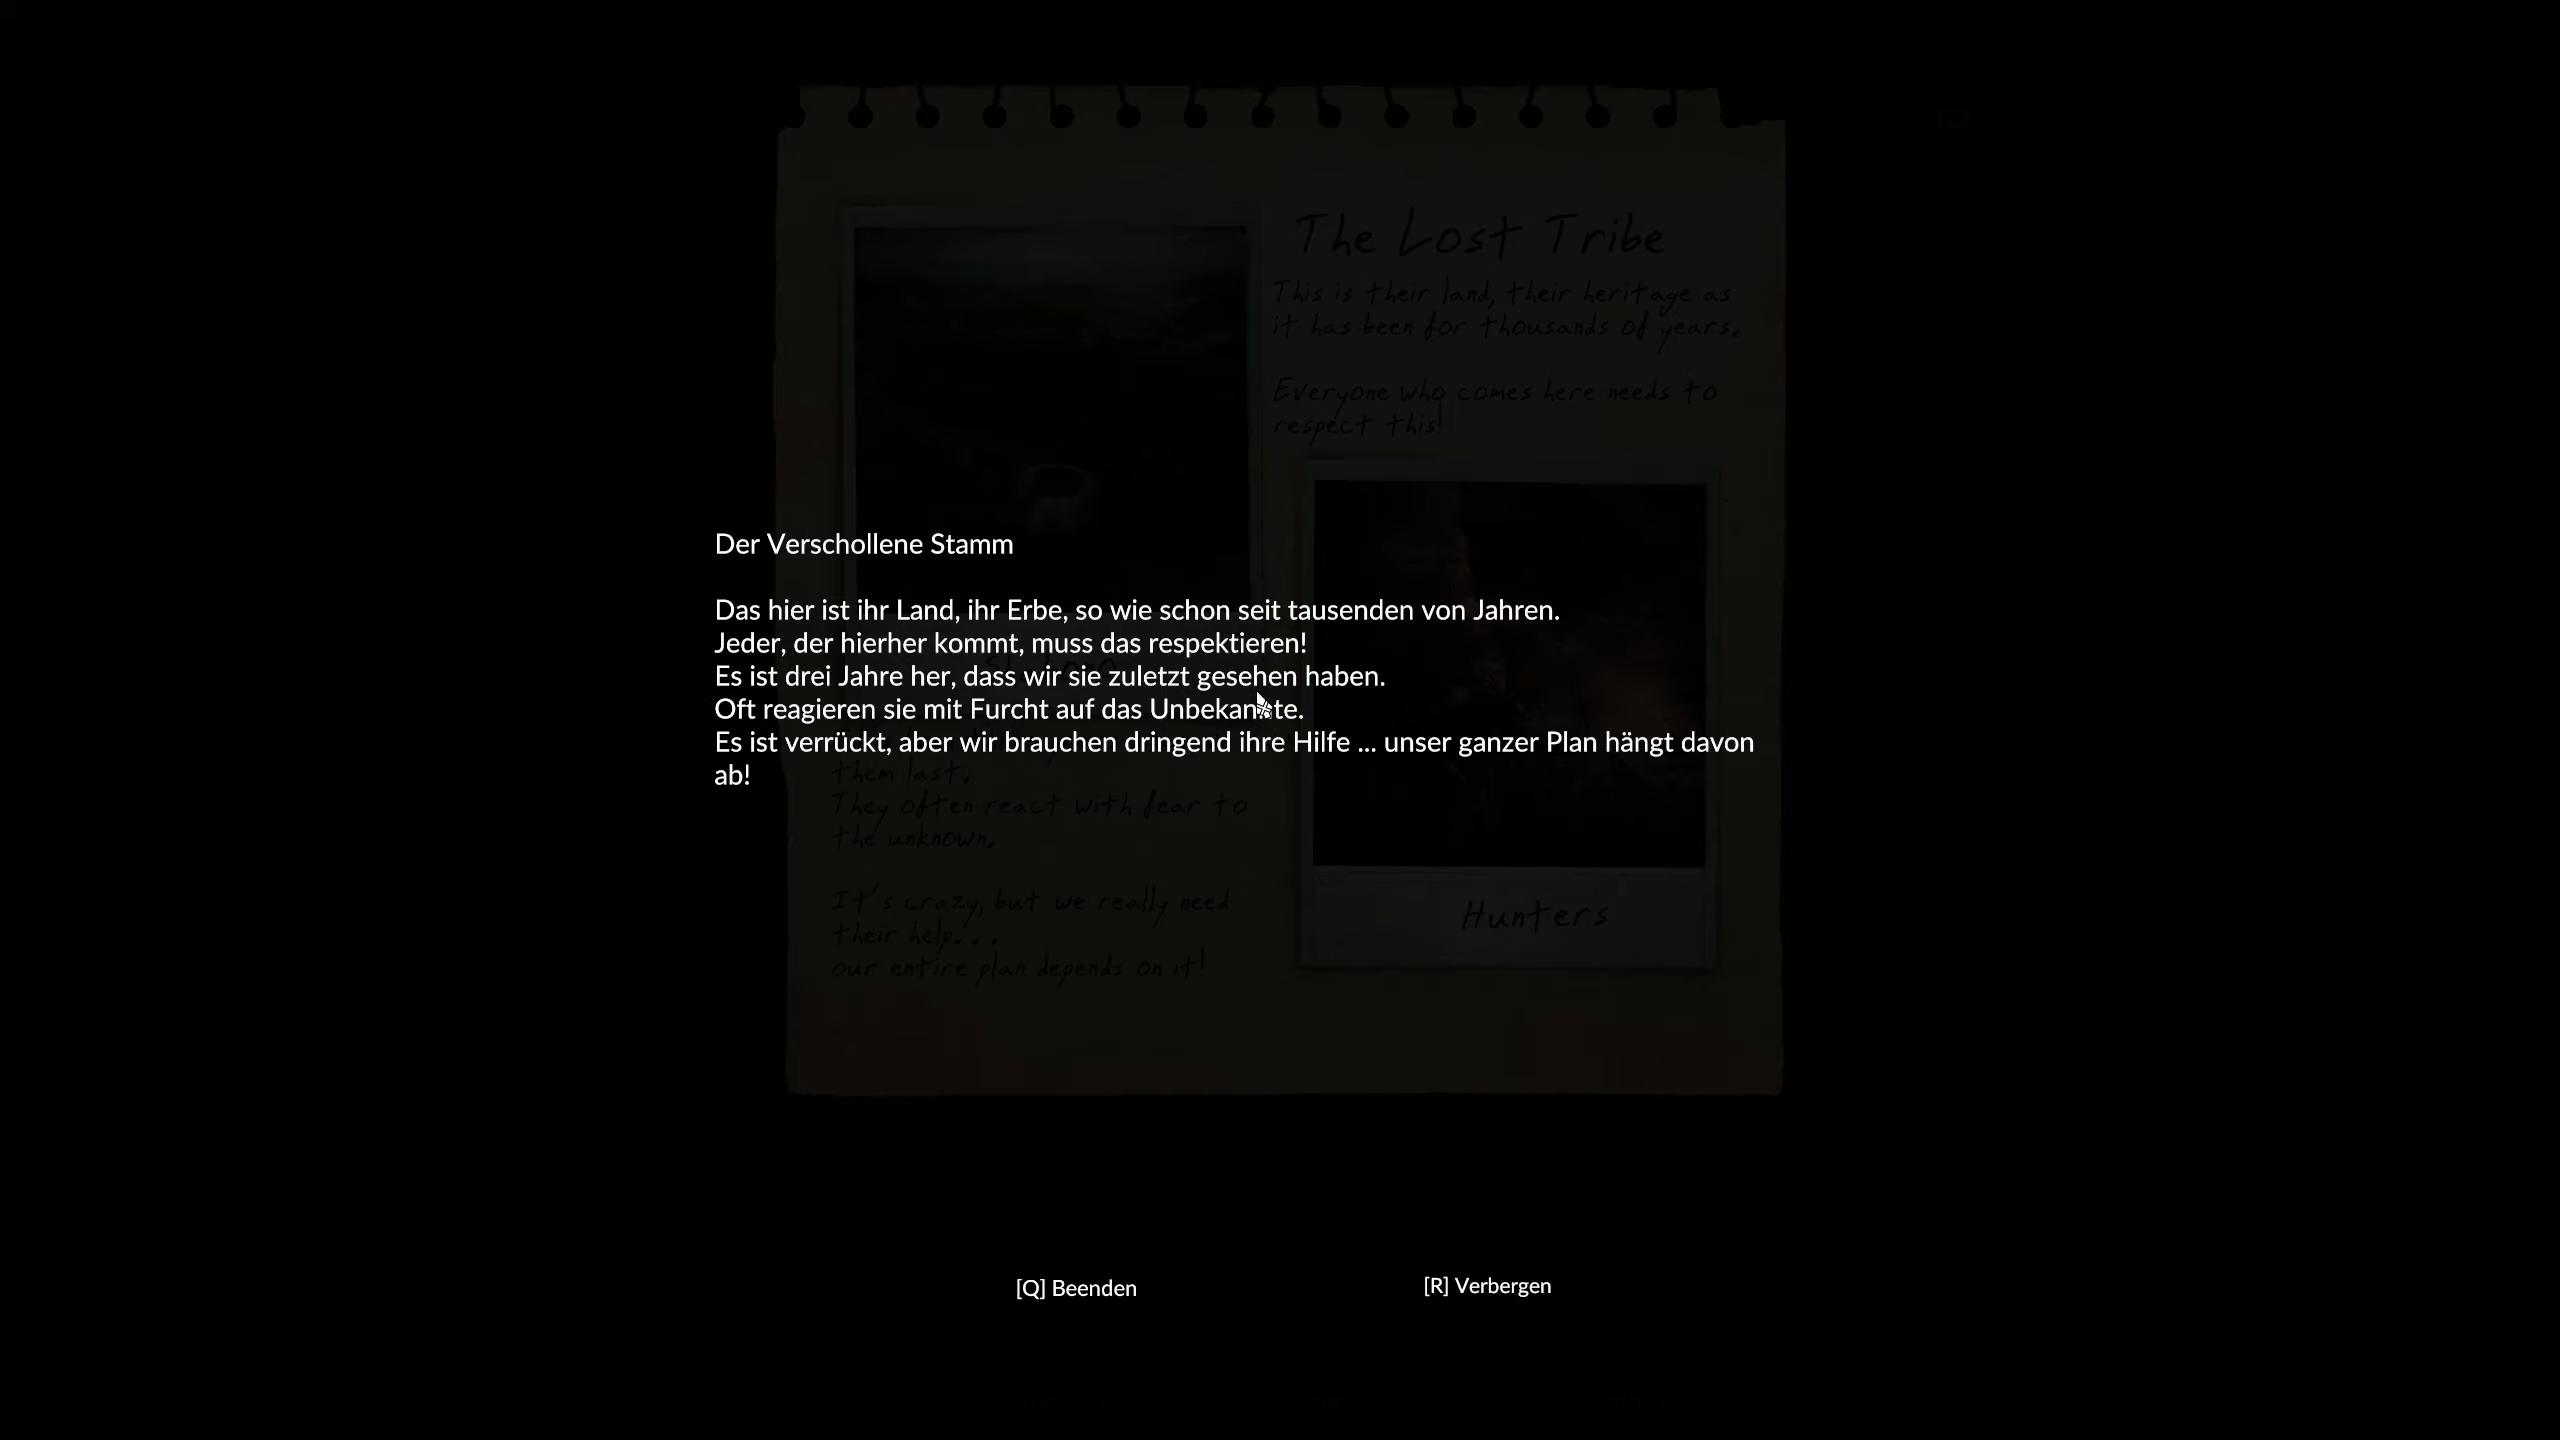 The Lost Tribe
This is their land, their heritage as
it has been for thousands of years.
Everyone who comes here needs to
respect this!
Der Verschollene Stamm
Das hier ist ihr Land, ihr Erbe, so wie schon seit tausenden von Jahren.
Jeder, der hierher kommt, muss das respektieren!
Es ist drei Jahre her, dass wir sie zuletzt gesehen haben.
Oft reagieren sie mit Furcht auf das Unbekannte.
Es ist verrückt, aber wir brauchen dringend ihre Hilfe ... unser ganzer Plan hängt davon
ab!
them last.
They often react with fear to
the unknown.
It's crazy, but we really need
their help...
our entire plan depends on it!
Hunters
[Q] Beenden
[R] Verbergen